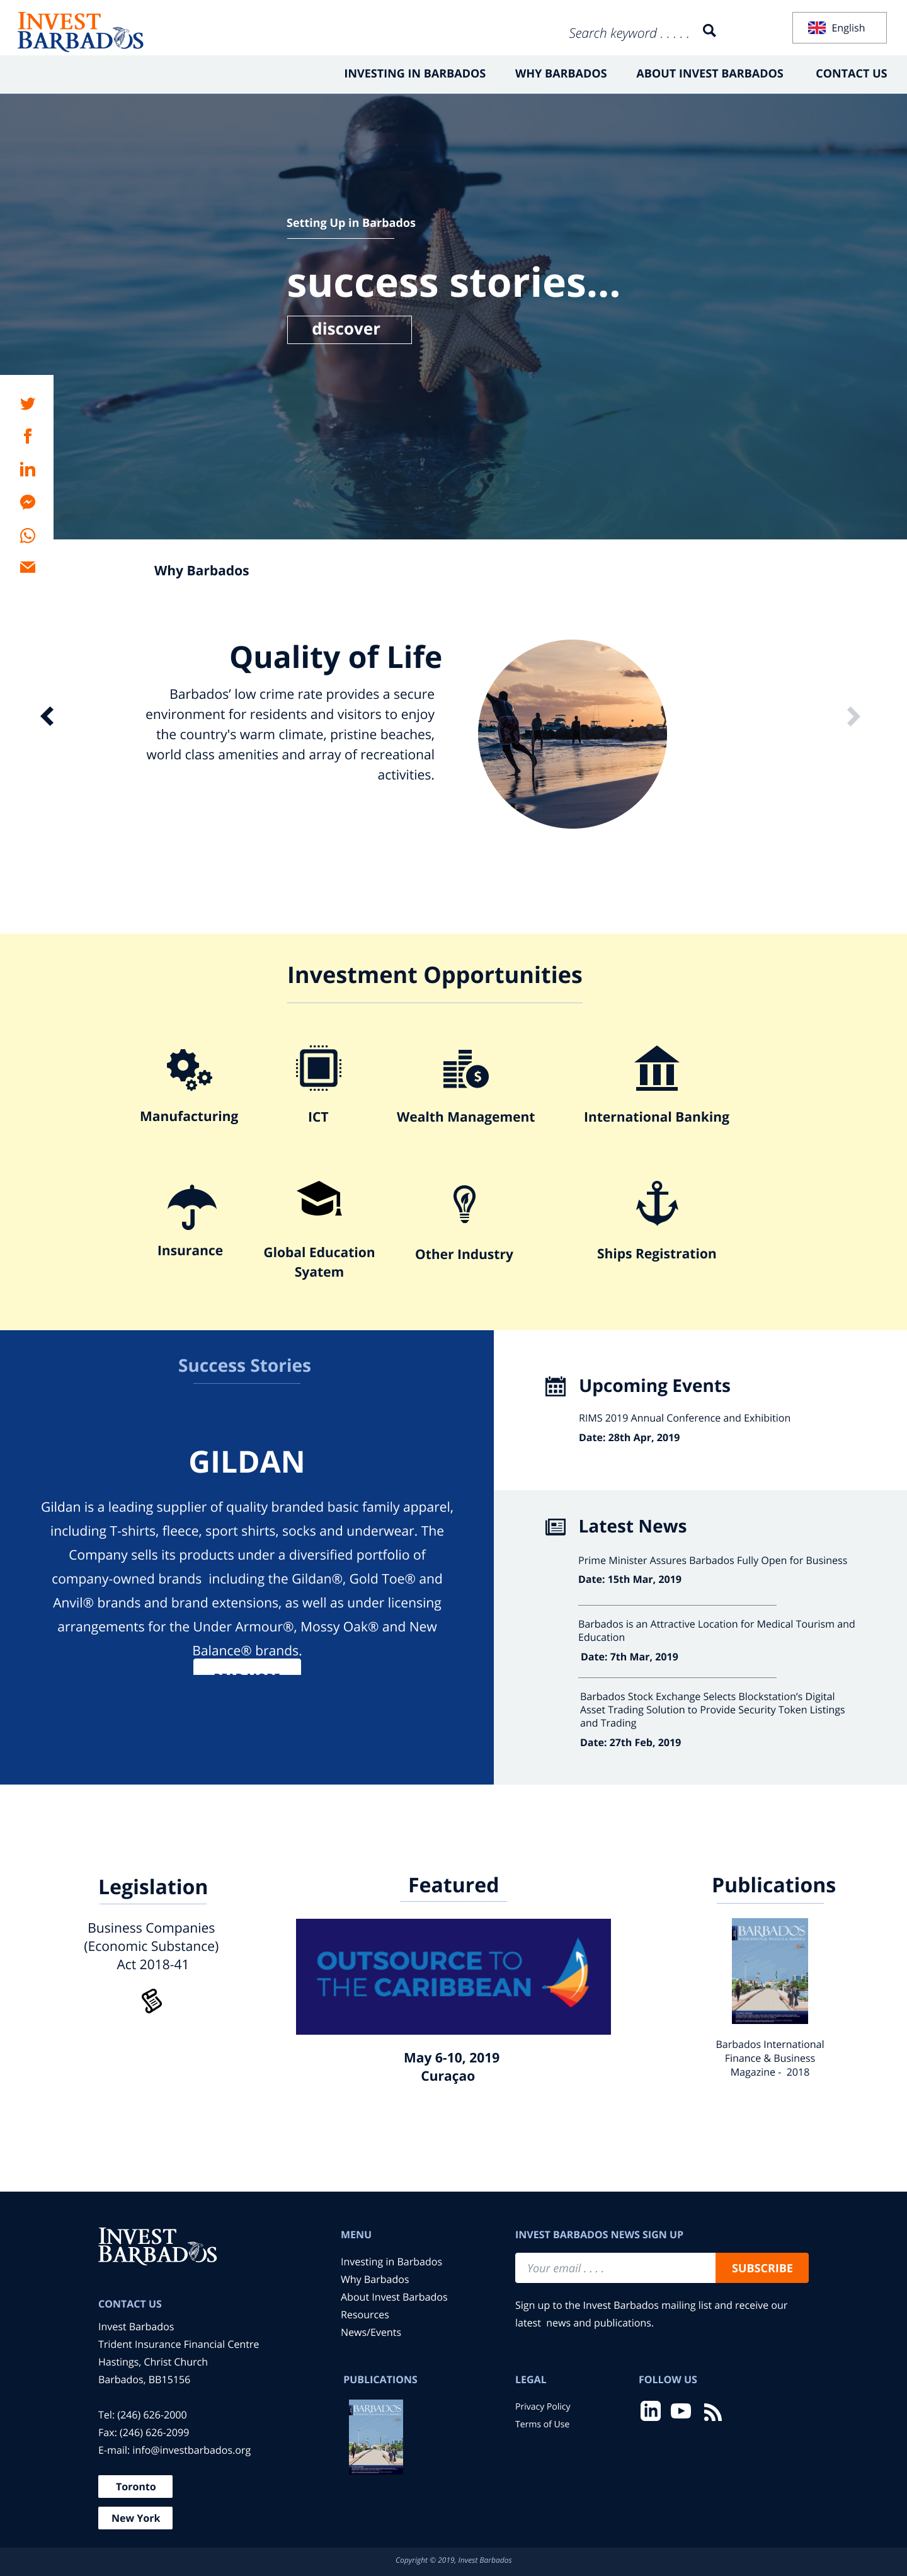 INVEST
BARBADOS
Search keyword . . . . .
English
INVESTING IN BARBADOS
WHY BARBADOS
ABOUT INVEST BARBADOS
CONTACT US
Setting Up in Barbados
success stories...
discover
Why Barbados
Quality of Life
Barbados’ low crime rate provides a secure
environment for residents and visitors to enjoy
the country's warm climate, pristine beaches,
world class amenities and array of recreational
activities.
Investment Opportunities
Manufacturing
ICT
Wealth Management
International Banking
Insurance
Global Education
Syatem
Other Industry
Ships Registration
Success Stories
GILDAN
Gildan is a leading supplier of quality branded basic family apparel,
including T-shirts, fleece, sport shirts, socks and underwear. The
Company sells its products under a diversified portfolio of
company-owned brands  including the Gildan®, Gold Toe® and
Anvil® brands and brand extensions, as well as under licensing
arrangements for the Under Armour®, Mossy Oak® and New
Balance® brands.
READ MORE
Upcoming Events
RIMS 2019 Annual Conference and Exhibition
Date: 28th Apr, 2019
Latest News
Prime Minister Assures Barbados Fully Open for Business
Date: 15th Mar, 2019
Barbados is an Attractive Location for Medical Tourism and
Education
Date: 7th Mar, 2019
Barbados Stock Exchange Selects Blockstation’s Digital
Asset Trading Solution to Provide Security Token Listings
and Trading
Date: 27th Feb, 2019
Legislation
Business Companies
(Economic Substance)
Act 2018-41
Featured
OUTSOURCE TO
THE CARIBBEAN
May 6-10, 2019
Curaçao
Publications
BARBADOS
Barbados International
Finance & Business
Magazine -  2018
INVEST
BARBADOS
CONTACT US
Invest Barbados
Trident Insurance Financial Centre
Hastings, Christ Church
Barbados, BB15156
Tel: (246) 626-2000
Fax: (246) 626-2099
E-mail: info@investbarbados.org
Toronto
New York
MENU
Investing in Barbados
Why Barbados
About Invest Barbados
Resources
News/Events
PUBLICATIONS
BARBADOS
INVEST BARBADOS NEWS SIGN UP
Your email . . . .
SUBSCRIBE
Sign up to the Invest Barbados mailing list and receive our
latest  news and publications.
LEGAL
Privacy Policy
Terms of Use
FOLLOW US
Copyright © 2019, Invest Barbados